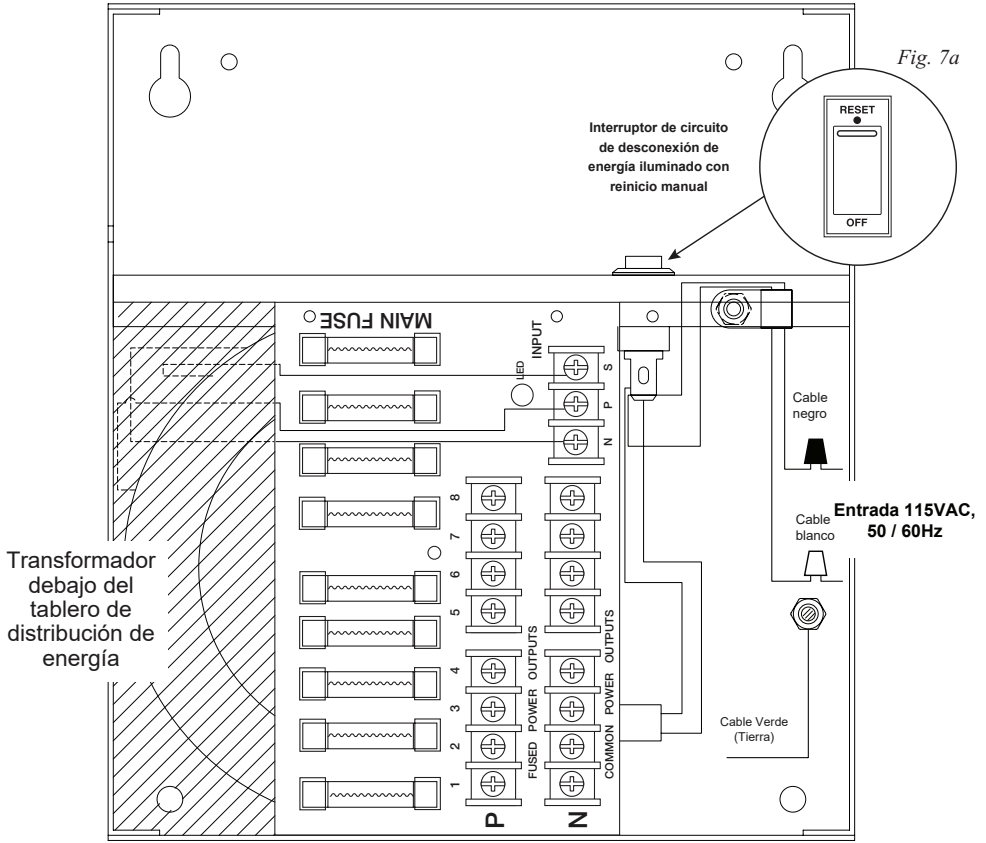 Fig. 7a
RESET
OFF
Interruptor de circuito
de desconexión de
energía iluminado con
reinicio manual
MAIN FUSE
INPUT
LED
S
P
N
Cable
negro
Entrada 115VAC,
50 / 60Hz
Cable
blanco
Transformador
debajo del
tablero de
distribución de
energía
8
7
6
5
4
3
2
1
FUSED POWER OUTPUTS
COMMON POWER OUTPUTS
P
N
Cable Verde
(Tierra)